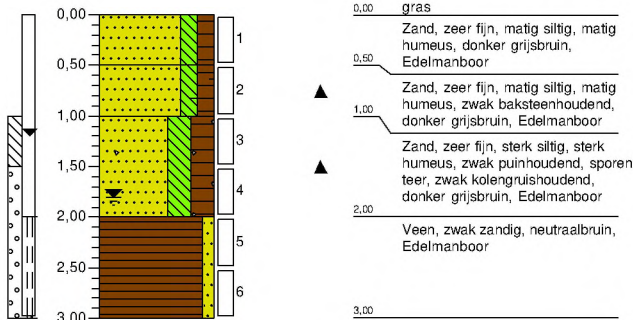 0,00
0,50
1,00
1,50
2,00
2,50
3,00
1
2
3
4
5
6
0,00
gras
Zand, zeer fijn, matig siltig, matig
humeus, donker grijsbruin,
Edelmanboor
0,50
Zand, zeer fijn, matig siltig, matig
humeus, zwak baksteenhoudend,
donker grijsbruin, Edelmanboor
1,00
Zand, zeer fijn, sterk siltig, sterk
humeus, zwak puinhoudend, sporen
teer, zwak kolengruishoudend,
donker grijsbruin, Edelmanboor
2,00
Veen, zwak zandig, neutraalbruin,
Edelmanboor
3,00